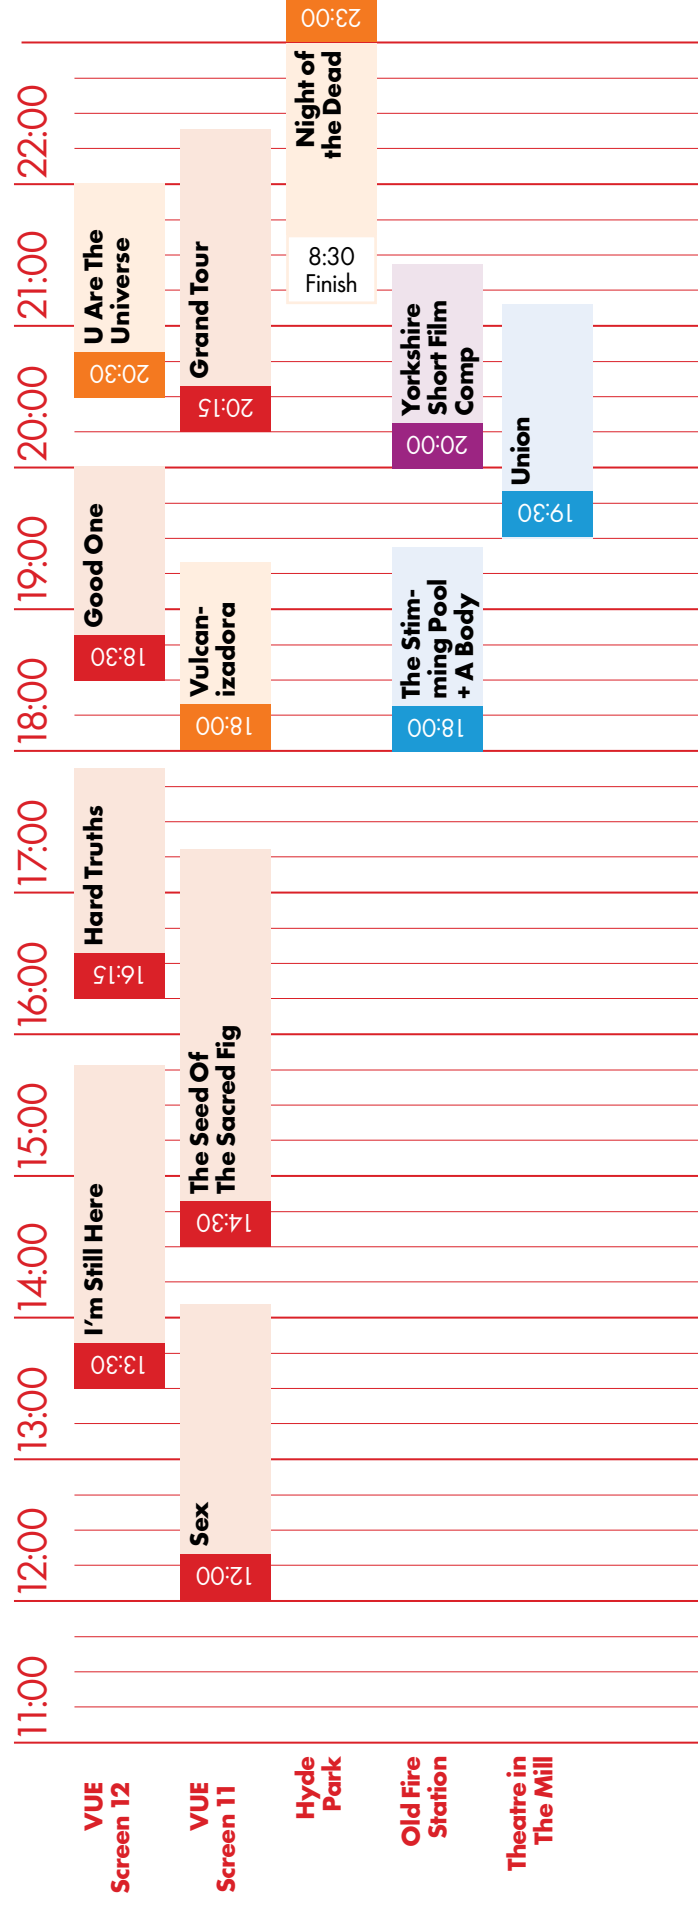 11:00
12:00
13:00
14:00
15:00
16:00
17:00
18:00
19:00
20:00
21:00
22:00
VUE
Screen 12
13:30
I'm Still Here
16:15
Hard Truths
18:30
Good One
20:30
U Are The
Universe
VUE
Screen 11
12:00
Sex
14:30
The Seed Of
The Sacred Fig
18:00
Vulcan-
izadora
20:15
Grand Tour
Hyde
Park
23:00
Night of
the Dead
8:30
Finish
Old Fire
Station
18:00
The Stim-
ming Pool
+ A Body
20:00
Yorkshire
Short Film
Comp
Theatre in
The Mill
19:30
Union